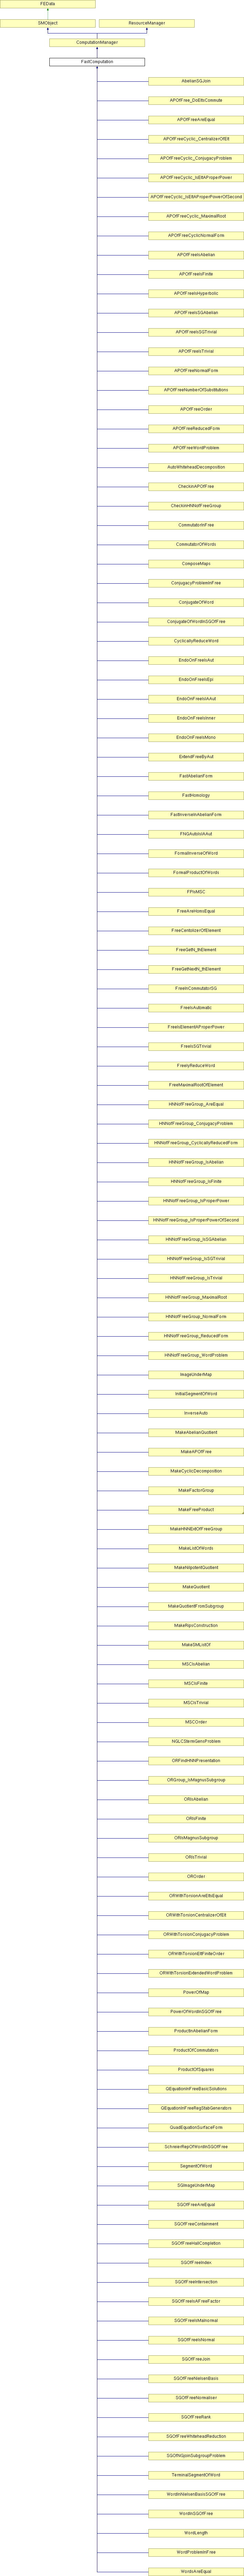 FEData
SMObject
ResourceManager
ComputationManager
FastComputation
AbelianSGJoin
APOfFree_DoEltsCommute
APOfFreeAreEqual
APOfFreeCyclic_CentralizerOfElt
APOfFreeCyclic_ConjugacyProblem
APOfFreeCyclic_IsEltAProperPower
APOfFreeCyclic_IsEltAProperPowerOfSecond
APOfFreeCyclic_MaximalRoot
APOfFreeCyclicNormalForm
APOfFreeIsAbelian
APOfFreeIsFinite
APOfFreeIsHyperbolic
APOfFreeIsSGAbelian
APOfFreeIsSGTrivial
APOfFreeIsTrivial
APOfFreeNormalForm
APOfFreeNumberOfSubstitutions
APOfFreeOrder
APOfFreeReducedForm
APOfFreeWordProblem
AutoWhiteheadDecomposition
CheckinAPOfFree
CheckinHNNofFreeGroup
CommutatorInFree
CommutatorOfWords
ComposeMaps
ConjugacyProblemInFree
ConjugateOfWord
ConjugateOfWordInSGOfFree
CyclicallyReduceWord
EndoOnFreeIsAut
EndoOnFreeIsEpi
EndoOnFreeIsIAAut
EndoOnFreeIsInner
EndoOnFreeIsMono
ExtendFreeByAut
FastAbelianForm
FastHomology
FastInverseInAbelianForm
FNGAutoIsIAAut
FormalInverseOfWord
FormalProductOfWords
FPIsMSC
FreeAreHomsEqual
FreeCentalizerOfElement
FreeGetN_thElement
FreeGetNextN_thElement
FreeInCommutatorSG
FreeIsAutomatic
FreeIsElementAProperPower
FreeIsSGTrivial
FreelyReduceWord
FreeMaximalRootOfElement
HNNofFreeGroup_AreEqual
HNNofFreeGroup_ConjugacyProblem
HNNofFreeGroup_CyclicallyReducedForm
HNNofFreeGroup_IsAbelian
HNNofFreeGroup_IsFinite
HNNofFreeGroup_IsProperPower
HNNofFreeGroup_IsProperPowerOfSecond
HNNofFreeGroup_IsSGAbelian
HNNofFreeGroup_IsSGTrivial
HNNofFreeGroup_IsTrivial
HNNofFreeGroup_MaximalRoot
HNNofFreeGroup_NormalForm
HNNofFreeGroup_ReducedForm
HNNofFreeGroup_WordProblem
ImageUnderMap
InitialSegmentOfWord
InverseAuto
MakeAbelianQuotient
MakeAPOfFree
MakeCyclicDecomposition
MakeFactorGroup
MakeFreeProduct
MakeHNNExtOfFreeGroup
MakeListOfWords
MakeNilpotentQuotient
MakeQuotient
MakeQuotientFromSubgroup
MakeRipsConstruction
MakeSMListOf
MSCIsAbelian
MSCIsFinite
MSCIsTrivial
MSCOrder
NGLCStermGensProblem
ORFindHNNPresentation
ORGroup_IsMagnusSubgroup
ORIsAbelian
ORIsFinite
ORIsMagnusSubgroup
ORIsTrivial
OROrder
ORWithTorsionAreEltsEqual
ORWithTorsionCentralizerOfElt
ORWithTorsionConjugacyProblem
ORWithTorsionEltFiniteOrder
ORWithTorsionExtendedWordProblem
PowerOfMap
PowerOfWordInSGOfFree
ProductInAbelianForm
ProductOfCommutators
ProductOfSquares
QEquationInFreeBasicSolutions
QEquationInFreeRegStabGenerators
QuadEquationSurfaceForm
SchreierRepOfWordInSGOfFree
SegmentOfWord
SGImageUnderMap
SGOfFreeAreEqual
SGOfFreeContainment
SGOfFreeHallCompletion
SGOfFreeIndex
SGOfFreeIntersection
SGOfFreeIsAFreeFactor
SGOfFreeIsMalnormal
SGOfFreeIsNormal
SGOfFreeJoin
SGOfFreeNielsenBasis
SGOfFreeNormaliser
SGOfFreeRank
SGOfFreeWhiteheadReduction
SGOfNGpinSubgroupProblem
TerminalSegmentOfWord
WordInNielsenBasisSGOfFree
WordInSGOfFree
WordLength
WordProblemInFree
WordsAreEqual